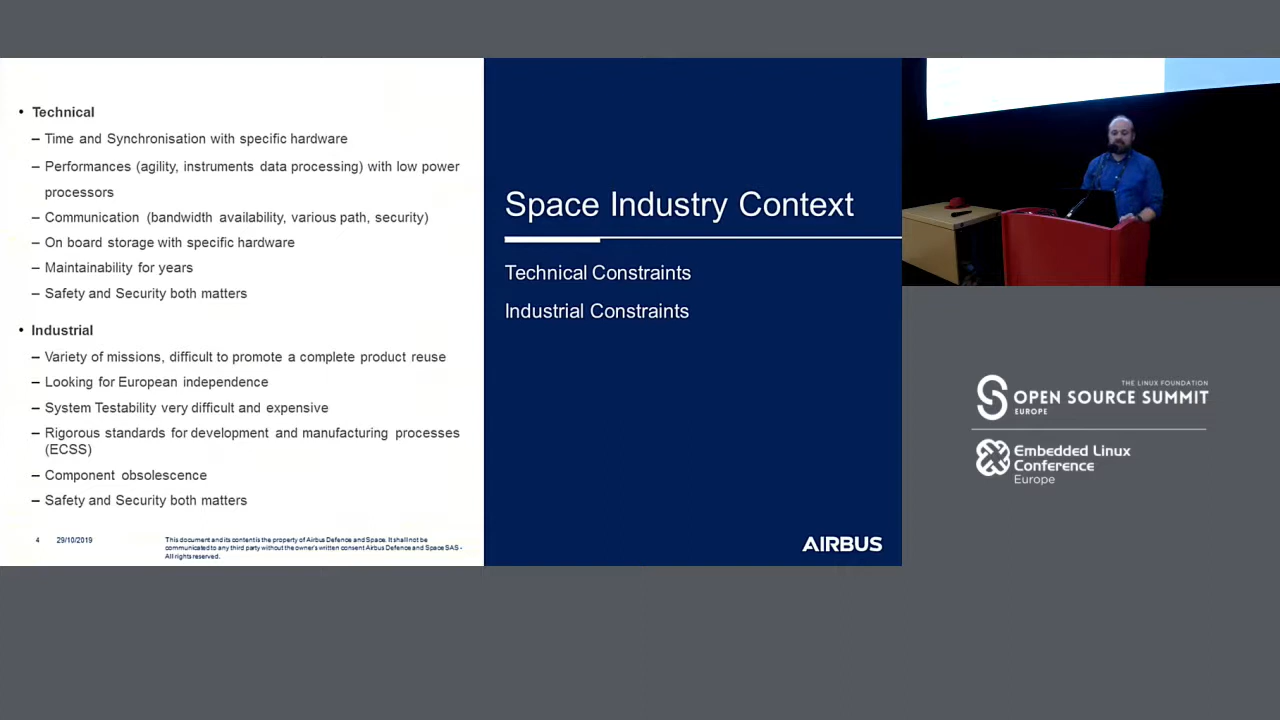 • Technical
– Time and Synchronisation with specific hardware
– Performances (agility, instruments data processing) with low power
processors
– Communication (bandwidth availability, various path, security)
– On board storage with specific hardware
– Maintainability for years
– Safety and Security both matters
• Industrial
– Variety of missions, difficult to promote a complete product reuse
– Looking for European independence
– System Testability very difficult and expensive
– Rigorous standards for development and manufacturing processes
(ECSS)
– Component obsolescence
– Safety and Security both matters
4 29/10/2019
This document and its content is the property of Airbus Defence and Space. It shall not be
communicated to any third party without the owner's written consent Airbus Defence and Space SAS -
All rights reserved.
Space Industry Context
Technical Constraints
Industrial Constraints
AIRBUS
THE LINUX FOUNDATION
OPEN SOURCE SUMMIT
EUROPE
Embedded Linux
Conference
Europe